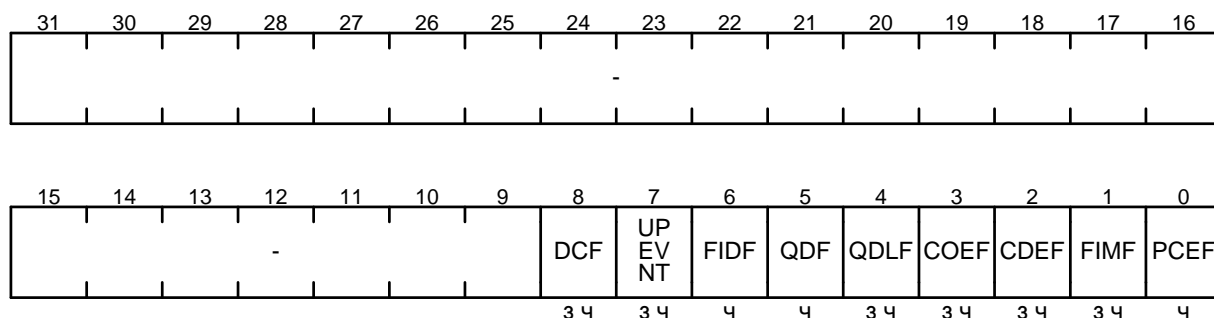 31 30 29 28 27 26 25 24 23 22 21 20 19 18 17 16
-
15 14 13 12 11 10 9 8 7 6 5 4 3 2 1 0
- DCF UP EV NT FIDF QDF QDLF COEF CDEF FIMF PCEF
з ч з ч ч ч з ч з ч з ч з ч ч